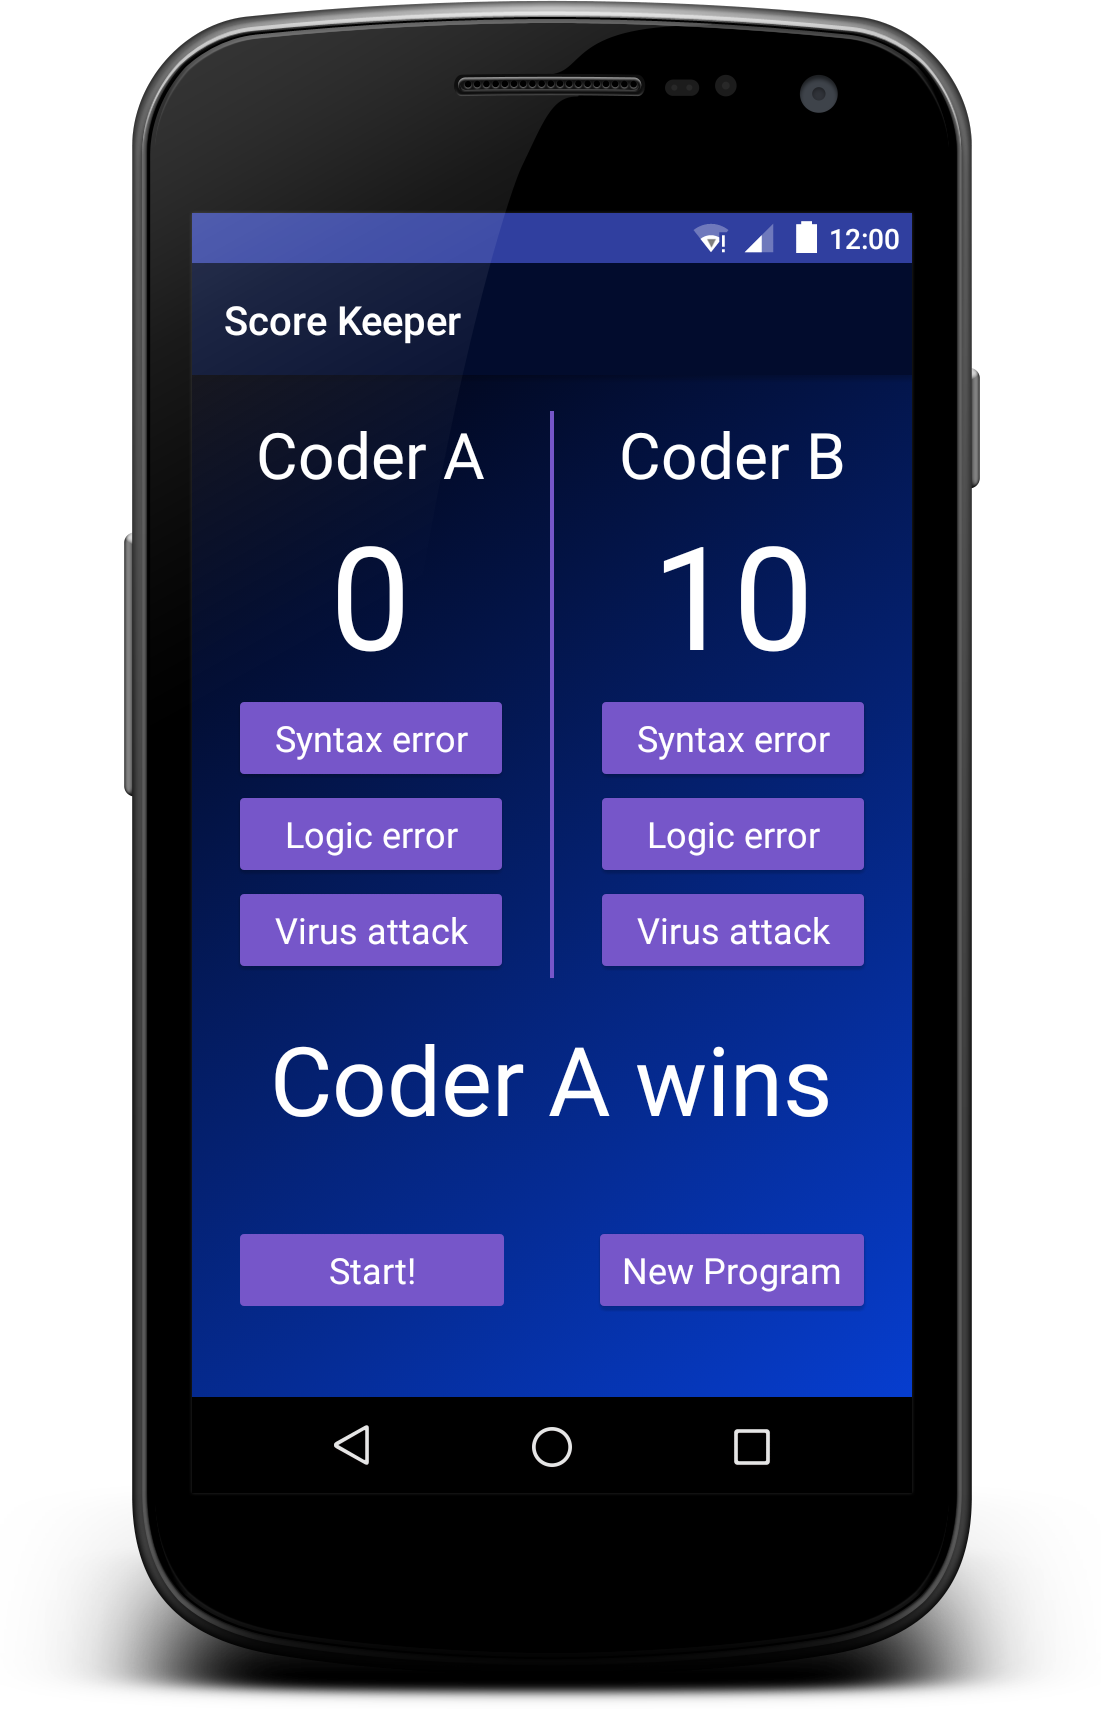 12:00
Score Keeper
Coder A
Coder B
0
10
Syntax error
Syntax error
Logic error
Logic error
Virus attack
Virus attack
Coder A wins
Start!
New Program